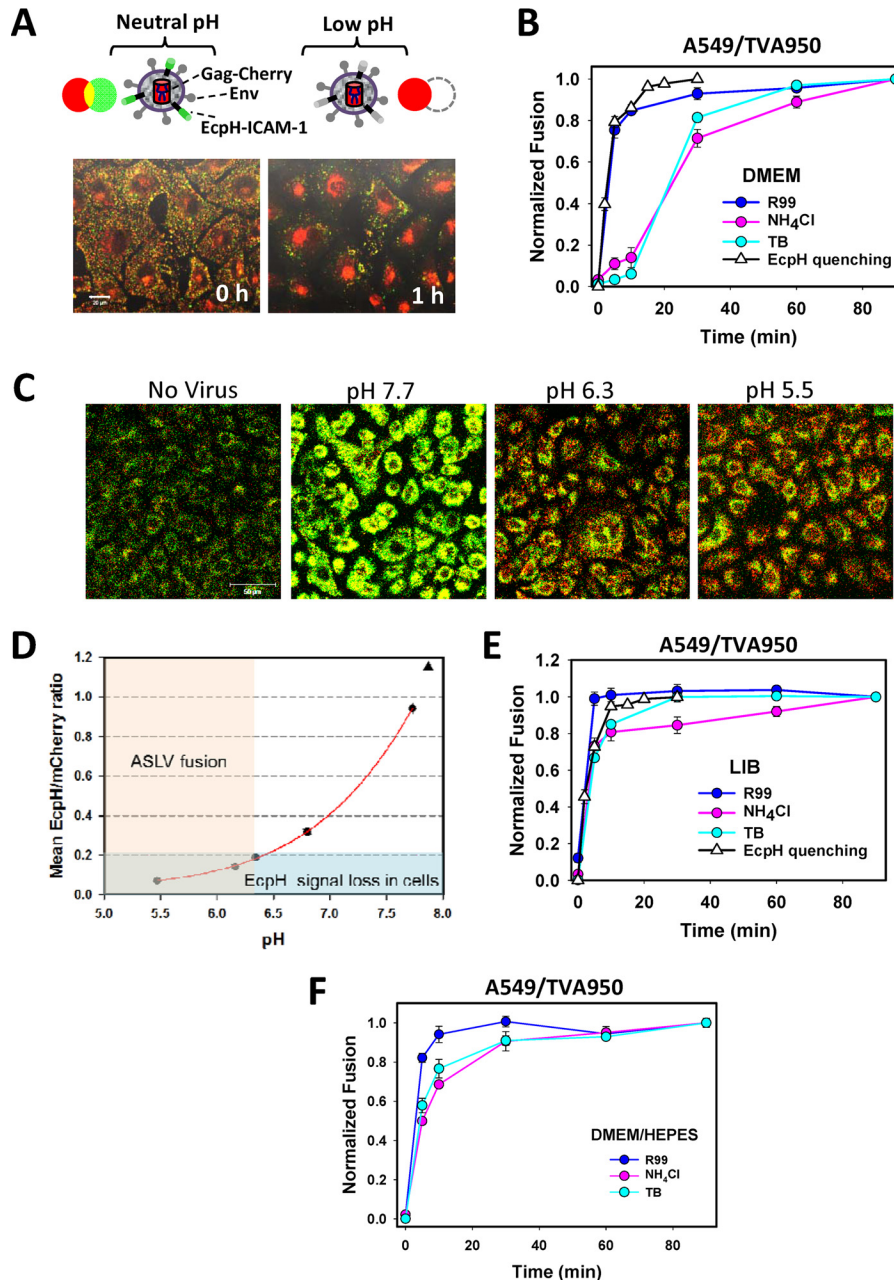 A
Neutral pH
Low pH
Gag-Cherry
Env
EcpH-ICAM-1
20 μm
0 h
1 h
B
A549/TVA950
Normalized Fusion
1.0
0.8
0.6
0.4
0.2
0.0
DMEM
R99
NH4Cl
TB
EcpH quenching
0 20 40 60 80
Time (min)
C
No Virus
pH 7.7
pH 6.3
pH 5.5
50 μm
D
Mean EcpH/mCherry ratio
1.2
1.0
0.8
0.6
0.4
0.2
0.0
ASLV fusion
EcpH signal loss in cells
5.0 5.5 6.0 6.5 7.0 7.5 8.0
pH
E
A549/TVA950
Normalized Fusion
1.2
1.0
0.8
0.6
0.4
0.2
0.0
LIB
R99
NH4Cl
TB
EcpH quenching
0 20 40 60 80
Time (min)
F
A549/TVA950
Normalized Fusion
1.0
0.8
0.6
0.4
0.2
0.0
DMEM/HEPES
R99
NH4Cl
TB
0 20 40 60 80
Time (min)